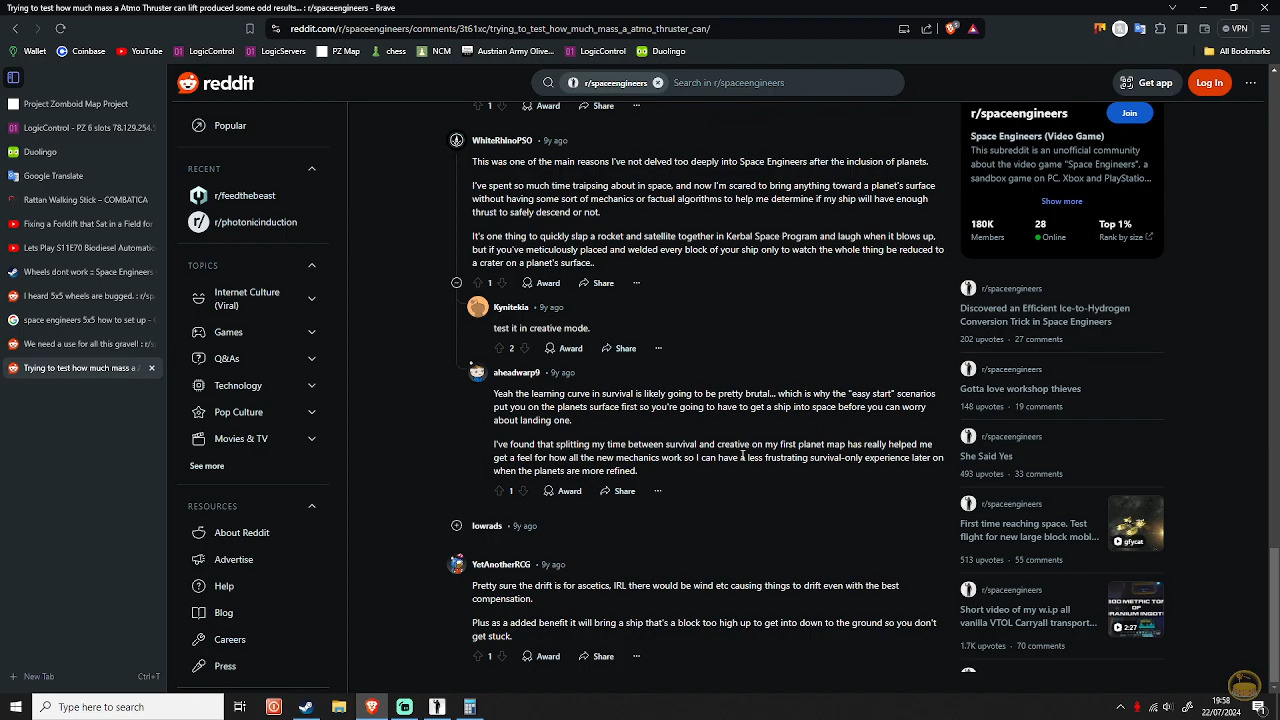 Trying to test how much mass a Atmo Thruster can lift produced some odd results... : r/spaceengineers - Brave
reddit.com/r/spaceengineers/comments/3t61xc/trying_to_test_how_much_mass_a_atmo_thruster_can/
VPN
Wallet
Coinbase
YouTube
LogicControl
LogicServers
PZ Map
chess
NCM
Austrian Army Olive...
LogicControl
Duolingo
All Bookmarks
Project Zomboid Map Project
LogicControl - PZ 6 slots 78.129.254.
Duolingo
Google Translate
Rattan Walking Stick – COMBATICA
Fixing a Forklift that Sat in a Field for
Lets Play S11E70 Biodiesel Automatio
Wheels dont work :: Space Engineers
I heard 5x5 wheels are bugged. : r/sp
space engineers 5x5 how to set up -
We need a use for all this gravel! : r/s
Trying to test how much mass a A
New Tab
Ctrl+T
reddit
r/spaceengineers
Search in r/spaceengineers
Get app
Log In
Popular
RECENT
r/feedthebeast
r/photonicinduction
TOPICS
Internet Culture
(Viral)
Games
Q&As
Technology
Pop Culture
Movies & TV
See more
RESOURCES
About Reddit
Advertise
Help
Blog
Careers
Press
1
Award
Share
WhiteRhinoPSO • 9y ago
This was one of the main reasons I've not delved too deeply into Space Engineers after the introduction of planets.
I've spent so much time traipsing about in space, and now I'm scared to bring anything toward a planet's surface
without having some sort of mechanics or factual algorithms to help me determine if my ship will have enough
thrust to safely descend or not.
It's one thing to quickly slap a rocket and satellite together in Kerbal Space Program and laugh when it blows up,
but if you've meticulously placed and welded every block of your ship only to watch the whole thing be reduced to
a crater on a planet's surface..
1
Award
Share
Kynitekia • 9y ago
test it in creative mode.
2
Award
Share
aheadwarp9 • 9y ago
Yeah the learning curve in survival is likely going to be pretty brutal... which is why the "easy start" scenarios
put you on the planets surface first so you're going to have to get a ship into space before you can worry
about landing one.
I've found that splitting my time between survival and creative on my first planet map has really helped me
get a feel for how all the new mechanics work so I can have a less frustrating survival-only experience later on
when the planets are more refined.
1
Award
Share
lowrads • 9y ago
YetAnotherRCG • 9y ago
Pretty sure the drift is for ascetics, IRL there would be wind etc causing things to drift even with the best
compensation.
Plus as a added benefit it will bring a ship that's a block too high up to get into down to the ground so you don't
get stuck.
1
Award
Share
r/spaceengineers
Join
Space Engineers (Video Game)
This subreddit is an unofficial community
about the video game "Space Engineers", a
sandbox game on PC, Xbox and PlayStatio...
Show more
180K
28
Top 1%
Members
Online
Rank by size
r/spaceengineers
Discovered an Efficient Ice-to-Hydrogen
Conversion Trick in Space Engineers
202 upvotes • 27 comments
r/spaceengineers
Gotta love workshop thieves
148 upvotes • 19 comments
r/spaceengineers
She Said Yes
493 upvotes • 33 comments
r/spaceengineers
First time reaching space. Test
flight for new large block mobi...
gfycat
513 upvotes • 55 comments
r/spaceengineers
Short video of my w.i.p all
vanilla VTOL Carryall transport...
2:27
1.7K upvotes • 70 comments
Type here to search
19:58
22/07/2024